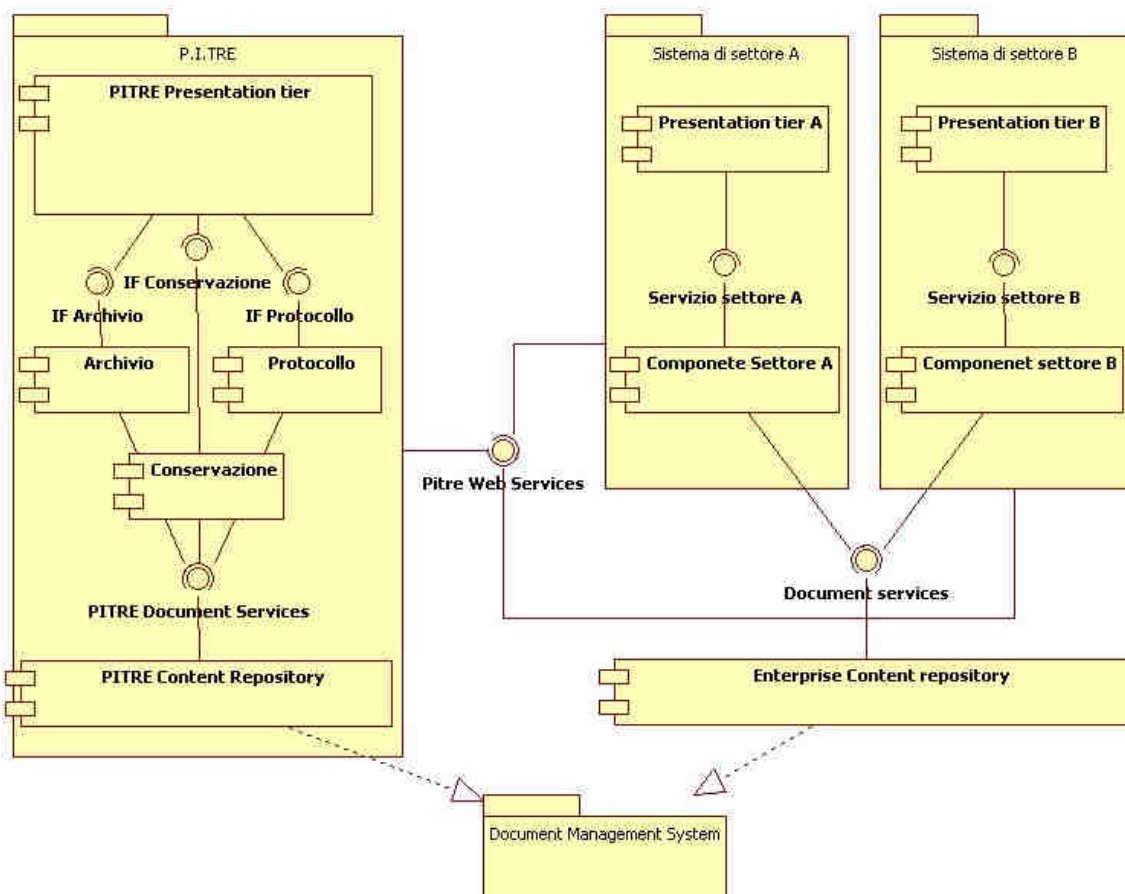 P.I.TRE
PITRE Presentation tier
IF Conservazione
IF Archivio
IF Protocollo
Archivio
Protocollo
Conservazione
PITRE Document Services
PITRE Content Repository
Pitre Web Services
Sistema di settore A
Presentation tier A
Servizio settore A
Componete Settore A
Sistema di settore B
Presentation tier B
Servizio settore B
Componenet settore B
Document services
Enterprise Content repository
Document Management System